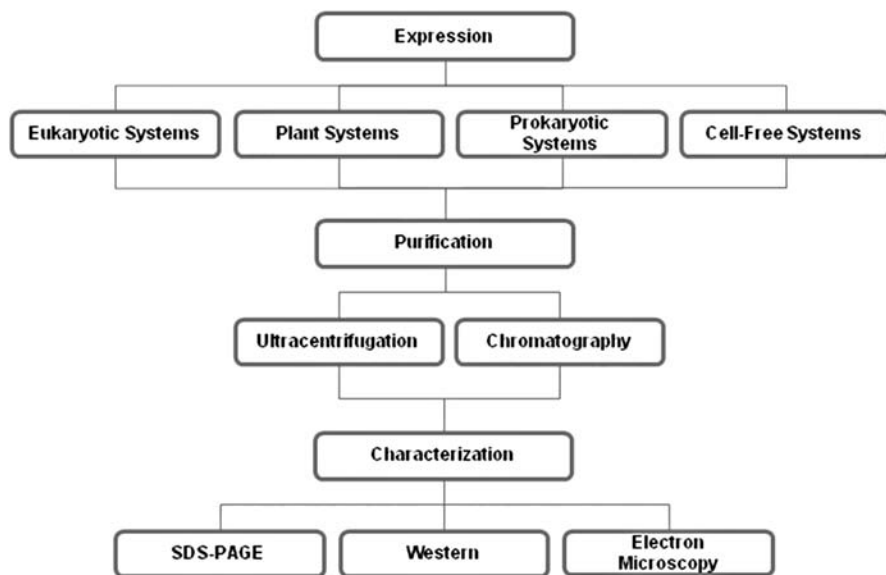 Expression
Eukaryotic Systems
Plant Systems
Prokaryotic
Systems
Cell-Free Systems
Purification
Ultracentrifugation
Chromatography
Characterization
SDS-PAGE
Western
Electron
Microscopy